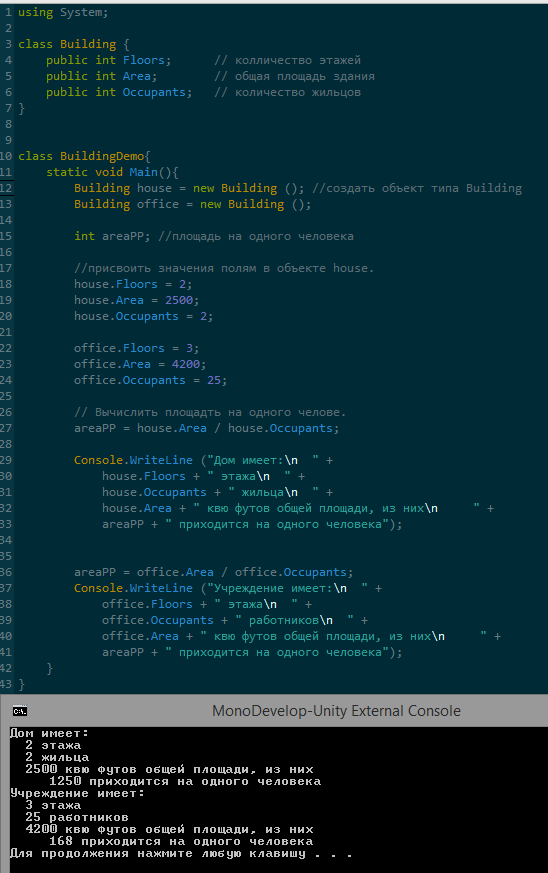 1 using System;
2
3 class Building {
4     public int Floors;      // колличество этажей
5     public int Area;        // общая площадь здания
6     public int Occupants;   // количество жильцов
7 }
8
9
10 class BuildingDemo{
11     static void Main(){
12         Building house = new Building (); //создать объект типа Building
13         Building office = new Building ();
14
15         int areaPP; //площадь на одного человека
16
17         //присвоить значения полям в объекте house.
18         house.Floors = 2;
19         house.Area = 2500;
20         house.Occupants = 2;
21
22         office.Floors = 3;
23         office.Area = 4200;
24         office.Occupants = 25;
25
26         // Вычислить площадть на одного челове.
27         areaPP = house.Area / house.Occupants;
28
29         Console.WriteLine ("Дом имеет:\n  " +
30             house.Floors + " этажа\n  " +
31             house.Occupants + " жильца\n  " +
32             house.Area + " квю футов общей площади, из них\n     " +
33             areaPP + " приходится на одного человека");
34
35
36         areaPP = office.Area / office.Occupants;
37         Console.WriteLine ("Учреждение имеет:\n  " +
38             office.Floors + " этажа\n  " +
39             office.Occupants + " работников\n  " +
40             office.Area + " квю футов общей площади, из них\n     " +
41             areaPP + " приходится на одного человека");
42     }
43 }
C:\. MonoDevelop-Unity External Console
Дом имеет:
  2 этажа
  2 жильца
  2500 квю футов общей площади, из них
     1250 приходится на одного человека
Учреждение имеет:
  3 этажа
  25 работников
  4200 квю футов общей площади, из них
     168 приходится на одного человека
Для продолжения нажмите любую клавишу . . .